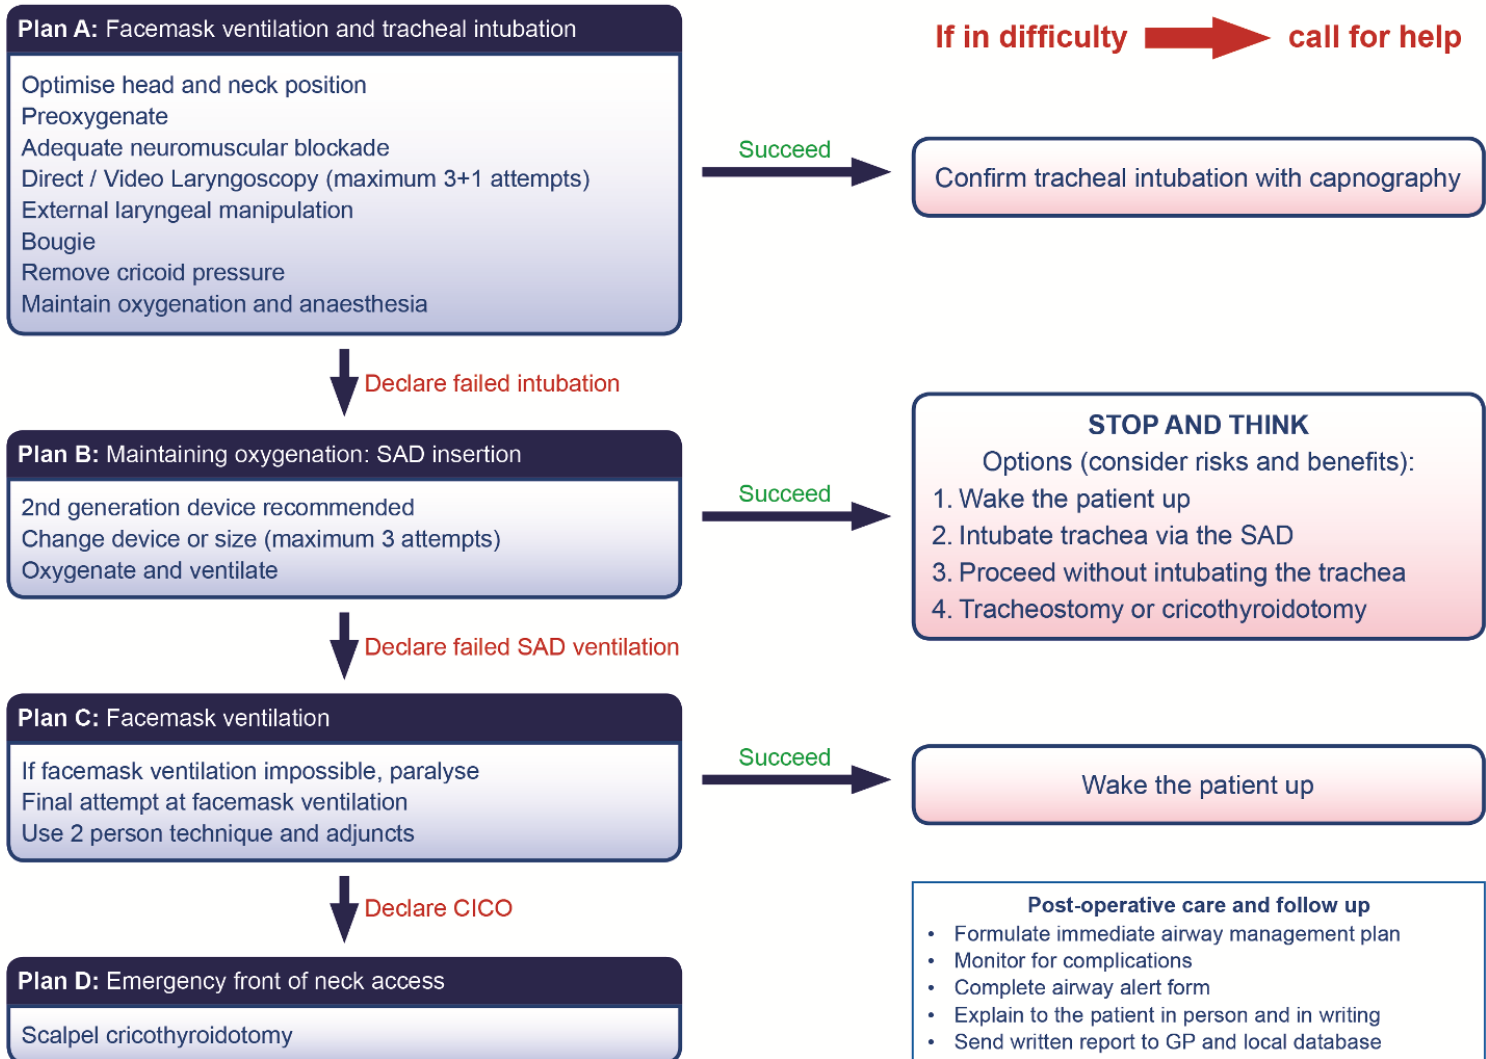 Plan A: Facemask ventilation and tracheal intubation
Optimise head and neck position
Preoxygenate
Adequate neuromuscular blockade
Direct / Video Laryngoscopy (maximum 3+1 attempts)
External laryngeal manipulation
Bougie
Remove cricoid pressure
Maintain oxygenation and anaesthesia
If in difficulty
call for help
Succeed
Confirm tracheal intubation with capnography
Declare failed intubation
Plan B: Maintaining oxygenation: SAD insertion
2nd generation device recommended
Change device or size (maximum 3 attempts)
Oxygenate and ventilate
Succeed
STOP AND THINK
Options (consider risks and benefits):
1. Wake the patient up
2. Intubate trachea via the SAD
3. Proceed without intubating the trachea
4. Tracheostomy or cricothyroidotomy
Declare failed SAD ventilation
Plan C: Facemask ventilation
If facemask ventilation impossible, paralyse
Final attempt at facemask ventilation
Use 2 person technique and adjuncts
Succeed
Wake the patient up
Declare CICO
Plan D: Emergency front of neck access
Scalpel cricothyroidotomy
Post-operative care and follow up
• Formulate immediate airway management plan
• Monitor for complications
• Complete airway alert form
• Explain to the patient in person and in writing
• Send written report to GP and local database